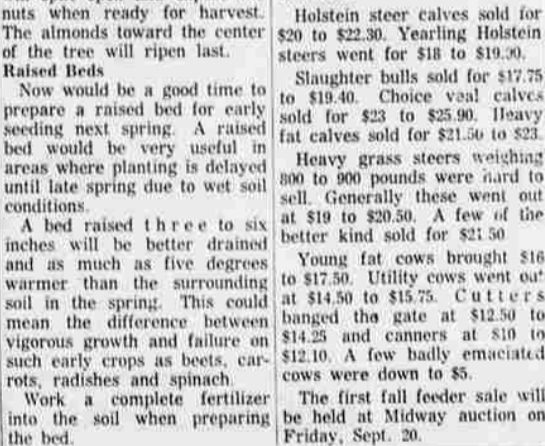 nuts when ready for harvest.
The almonds toward the center
of the tree will ripen last.
Raised Beds
Now would be a good time to
prepare a raised bed for early
seeding next spring. A raised
bed would be very useful in
areas where planting is delayed
until late spring due to wet soil
conditions.
A bed raised three to six
inches will be better drained
and as much as five degrees
warmer than the surrounding
soil in the spring. This could
mean the difference between
vigorous growth and failure on
such early crops as beets, car-
rots, radishes and spinach.
Work a complete fertilizer
into the soil when preparing
the bed.
Holstein steer calves sold for
$20 to $22.30. Yearling Holstein
steers went for $18 to $19.30.
Slaughter bulls sold for $17.75
to $19.40. Choice veal calves
sold for $23 to $25.90. Heavy
fat calves sold for $21.50 to $23.
Heavy grass steers weighing
800 to 900 pounds were hard to
sell. Generally these went out
at $19 to $20.50. A few of the
better kind sold for $21.50
Young fat cows brought $16
to $17.50. Utility cows went out
at $14.50 to $15.75. Cutters
banged the gate at $12.50 to
$14.25 and canners at $10 to
$12.10. A few badly emaciated
cows were down to $5.
The first fall feeder sale will
be held at Midway auction on
Friday, Sept. 20.